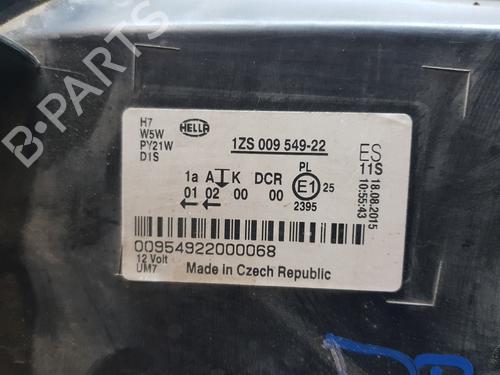 H7
W5W
PY21W
D1S
HELLA
1ZS 009 549-22
ES
11S
18.08.2015
10:55:43
1a A K DCR
PL
E1 25
01 02 00 00
2395
00954922000068
12 Volt
UM7
Made in Czech Republic